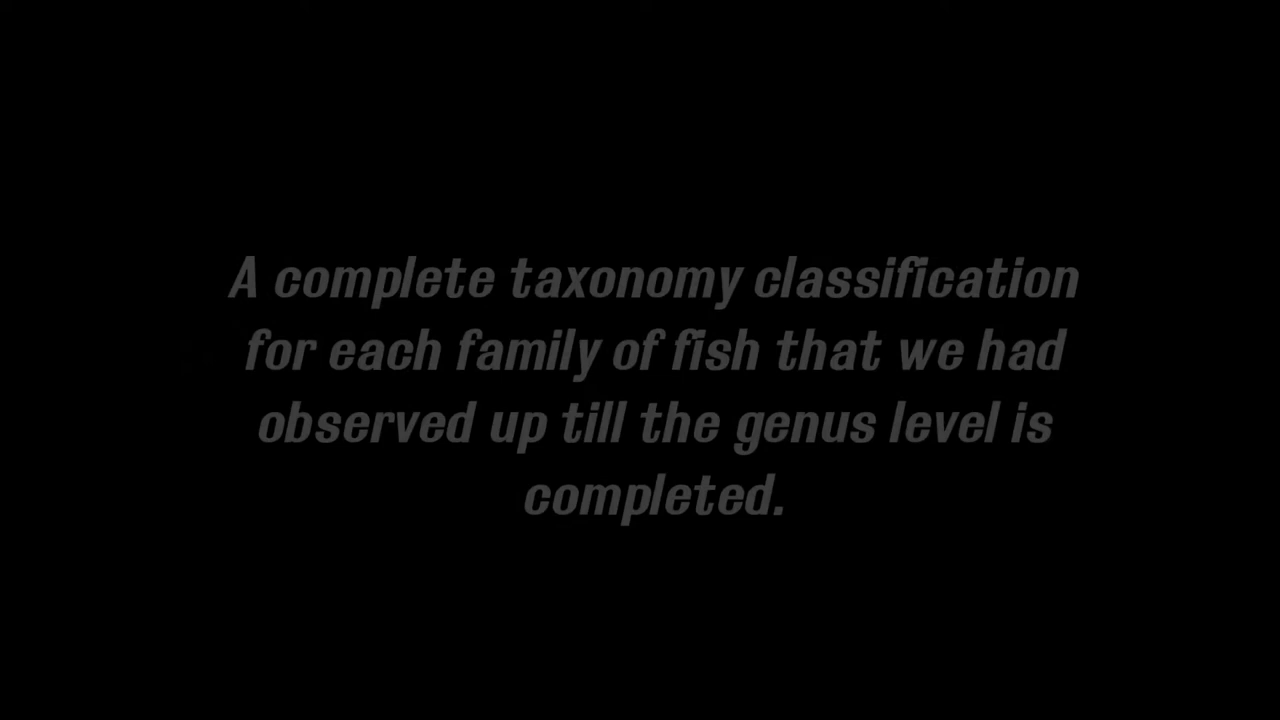 A complete taxonomy classification
for each family of fish that we had
observed up till the genus level is
completed.